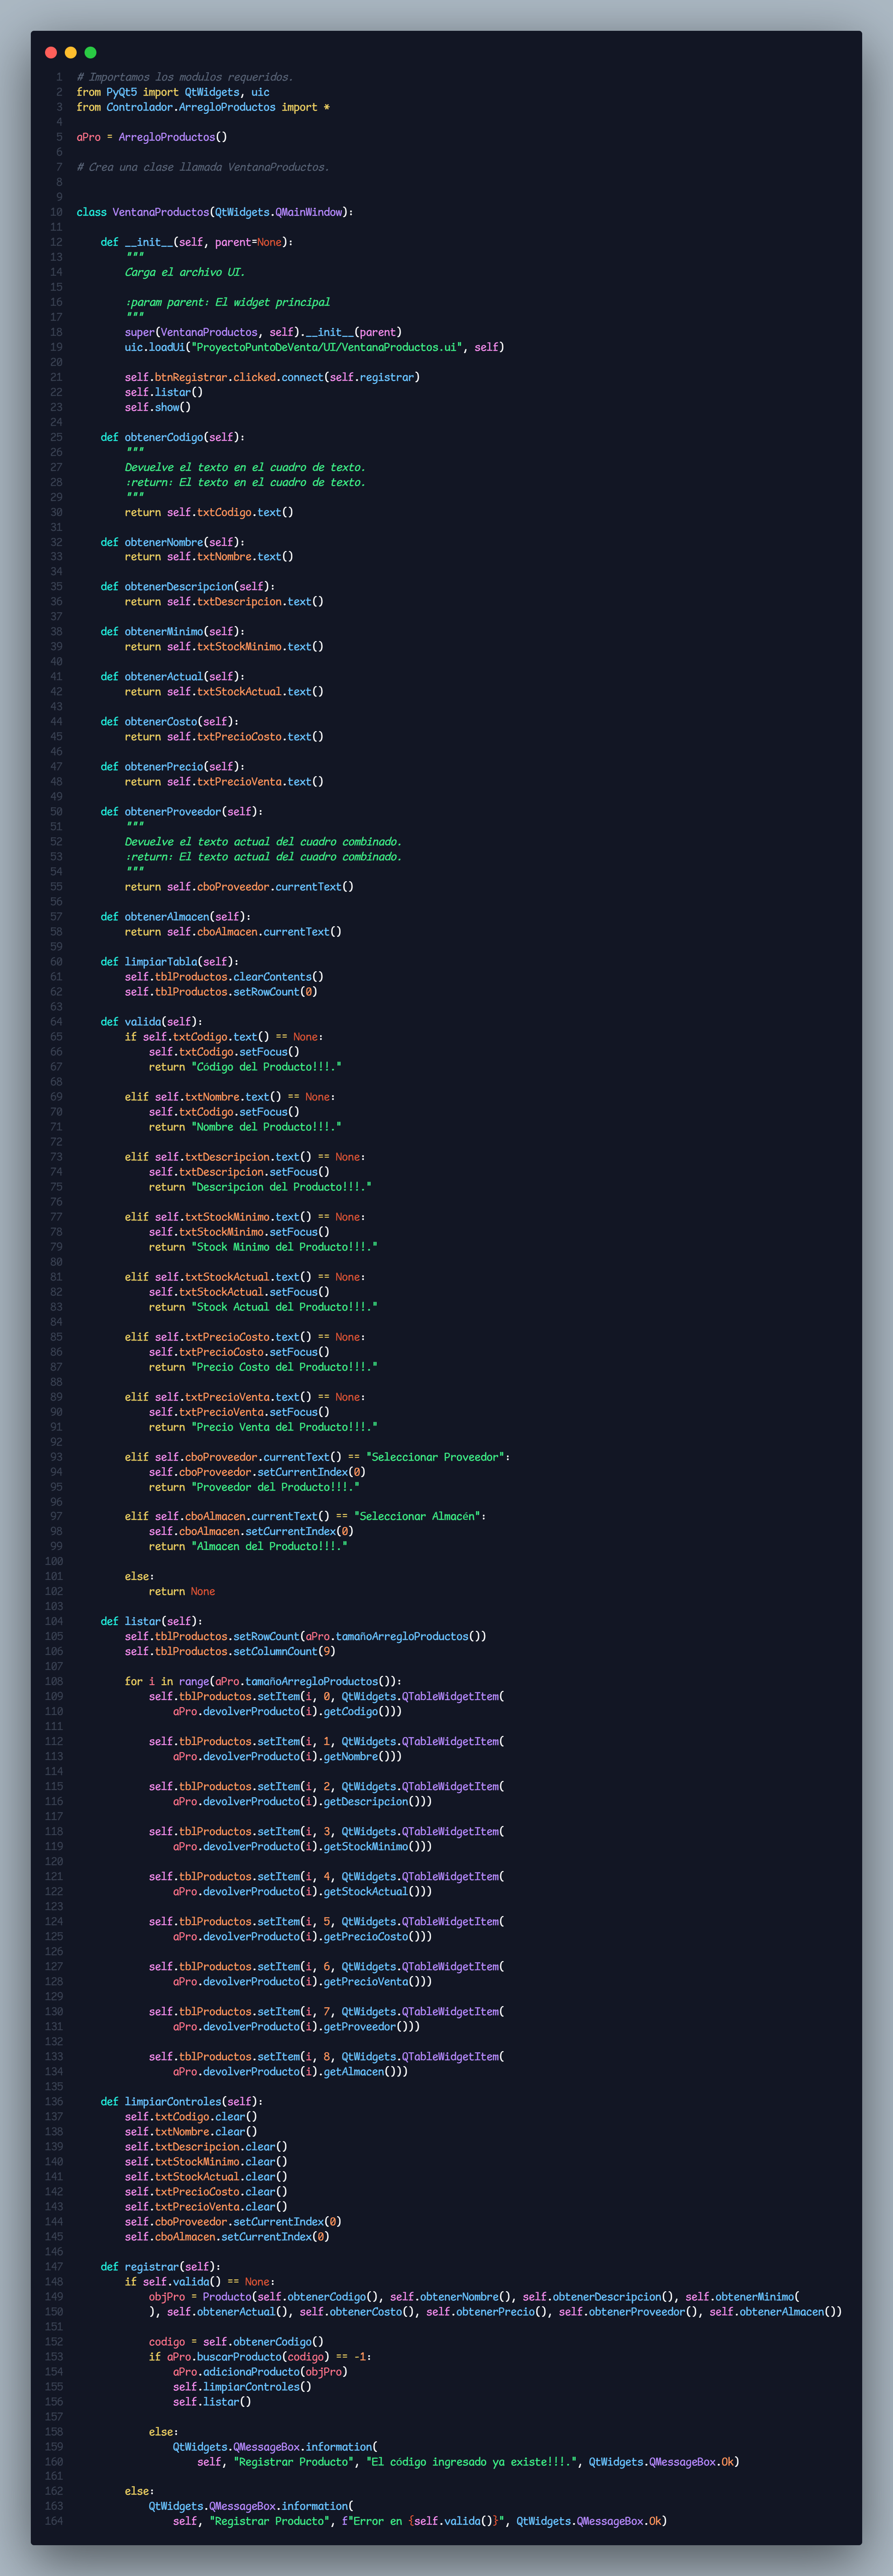 1 # Importamos los modulos requeridos.
2 from PyQt5 import QtWidgets, uic
3 from Controlador.ArregloProductos import *
4
5 aPro = ArregloProductos()
6
7 # Crea una clase llamada VentanaProductos.
8
9
10 class VentanaProductos(QtWidgets.QMainWindow):
11
12     def __init__(self, parent=None):
13         """
14         Carga el archivo UI.
15
16         :param parent: El widget principal
17         """
18         super(VentanaProductos, self).__init__(parent)
19         uic.loadUi("ProyectoPuntoDeVenta/UI/VentanaProductos.ui", self)
20
21         self.btnRegistrar.clicked.connect(self.registrar)
22         self.listar()
23         self.show()
24
25     def obtenerCodigo(self):
26         """
27         Devuelve el texto en el cuadro de texto.
28         :return: El texto en el cuadro de texto.
29         """
30         return self.txtCodigo.text()
31
32     def obtenerNombre(self):
33         return self.txtNombre.text()
34
35     def obtenerDescripcion(self):
36         return self.txtDescripcion.text()
37
38     def obtenerMinimo(self):
39         return self.txtStockMinimo.text()
40
41     def obtenerActual(self):
42         return self.txtStockActual.text()
43
44     def obtenerCosto(self):
45         return self.txtPrecioCosto.text()
46
47     def obtenerPrecio(self):
48         return self.txtPrecioVenta.text()
49
50     def obtenerProveedor(self):
51         """
52         Devuelve el texto actual del cuadro combinado.
53         :return: El texto actual del cuadro combinado.
54         """
55         return self.cboProveedor.currentText()
56
57     def obtenerAlmacen(self):
58         return self.cboAlmacen.currentText()
59
60     def limpiarTabla(self):
61         self.tblProductos.clearContents()
62         self.tblProductos.setRowCount(0)
63
64     def valida(self):
65         if self.txtCodigo.text() == None:
66             self.txtCodigo.setFocus()
67             return "Código del Producto!!!."
68
69         elif self.txtNombre.text() == None:
70             self.txtCodigo.setFocus()
71             return "Nombre del Producto!!!."
72
73         elif self.txtDescripcion.text() == None:
74             self.txtDescripcion.setFocus()
75             return "Descripcion del Producto!!!."
76
77         elif self.txtStockMinimo.text() == None:
78             self.txtStockMinimo.setFocus()
79             return "Stock Minimo del Producto!!!."
80
81         elif self.txtStockActual.text() == None:
82             self.txtStockActual.setFocus()
83             return "Stock Actual del Producto!!!."
84
85         elif self.txtPrecioCosto.text() == None:
86             self.txtPrecioCosto.setFocus()
87             return "Precio Costo del Producto!!!."
88
89         elif self.txtPrecioVenta.text() == None:
90             self.txtPrecioVenta.setFocus()
91             return "Precio Venta del Producto!!!."
92
93         elif self.cboProveedor.currentText() == "Seleccionar Proveedor":
94             self.cboProveedor.setCurrentIndex(0)
95             return "Proveedor del Producto!!!."
96
97         elif self.cboAlmacen.currentText() == "Seleccionar Almacén":
98             self.cboAlmacen.setCurrentIndex(0)
99             return "Almacen del Producto!!!."
100
101         else:
102             return None
103
104     def listar(self):
105         self.tblProductos.setRowCount(aPro.tamañoArregloProductos())
106         self.tblProductos.setColumnCount(9)
107
108         for i in range(aPro.tamañoArregloProductos()):
109             self.tblProductos.setItem(i, 0, QtWidgets.QTableWidgetItem(
110                 aPro.devolverProducto(i).getCodigo()))
111
112             self.tblProductos.setItem(i, 1, QtWidgets.QTableWidgetItem(
113                 aPro.devolverProducto(i).getNombre()))
114
115             self.tblProductos.setItem(i, 2, QtWidgets.QTableWidgetItem(
116                 aPro.devolverProducto(i).getDescripcion()))
117
118             self.tblProductos.setItem(i, 3, QtWidgets.QTableWidgetItem(
119                 aPro.devolverProducto(i).getStockMinimo()))
120
121             self.tblProductos.setItem(i, 4, QtWidgets.QTableWidgetItem(
122                 aPro.devolverProducto(i).getStockActual()))
123
124             self.tblProductos.setItem(i, 5, QtWidgets.QTableWidgetItem(
125                 aPro.devolverProducto(i).getPrecioCosto()))
126
127             self.tblProductos.setItem(i, 6, QtWidgets.QTableWidgetItem(
128                 aPro.devolverProducto(i).getPrecioVenta()))
129
130             self.tblProductos.setItem(i, 7, QtWidgets.QTableWidgetItem(
131                 aPro.devolverProducto(i).getProveedor()))
132
133             self.tblProductos.setItem(i, 8, QtWidgets.QTableWidgetItem(
134                 aPro.devolverProducto(i).getAlmacen()))
135
136     def limpiarControles(self):
137         self.txtCodigo.clear()
138         self.txtNombre.clear()
139         self.txtDescripcion.clear()
140         self.txtStockMinimo.clear()
141         self.txtStockActual.clear()
142         self.txtPrecioCosto.clear()
143         self.txtPrecioVenta.clear()
144         self.cboProveedor.setCurrentIndex(0)
145         self.cboAlmacen.setCurrentIndex(0)
146
147     def registrar(self):
148         if self.valida() == None:
149             objPro = Producto(self.obtenerCodigo(), self.obtenerNombre(), self.obtenerDescripcion(), self.obtenerMinimo(
150             ), self.obtenerActual(), self.obtenerCosto(), self.obtenerPrecio(), self.obtenerProveedor(), self.obtenerAlmacen())
151
152             codigo = self.obtenerCodigo()
153             if aPro.buscarProducto(codigo) == -1:
154                 aPro.adicionaProducto(objPro)
155                 self.limpiarControles()
156                 self.listar()
157
158             else:
159                 QtWidgets.QMessageBox.information(
160                     self, "Registrar Producto", "El código ingresado ya existe!!!.", QtWidgets.QMessageBox.Ok)
161
162         else:
163             QtWidgets.QMessageBox.information(
164                 self, "Registrar Producto", f"Error en {self.valida()}", QtWidgets.QMessageBox.Ok)